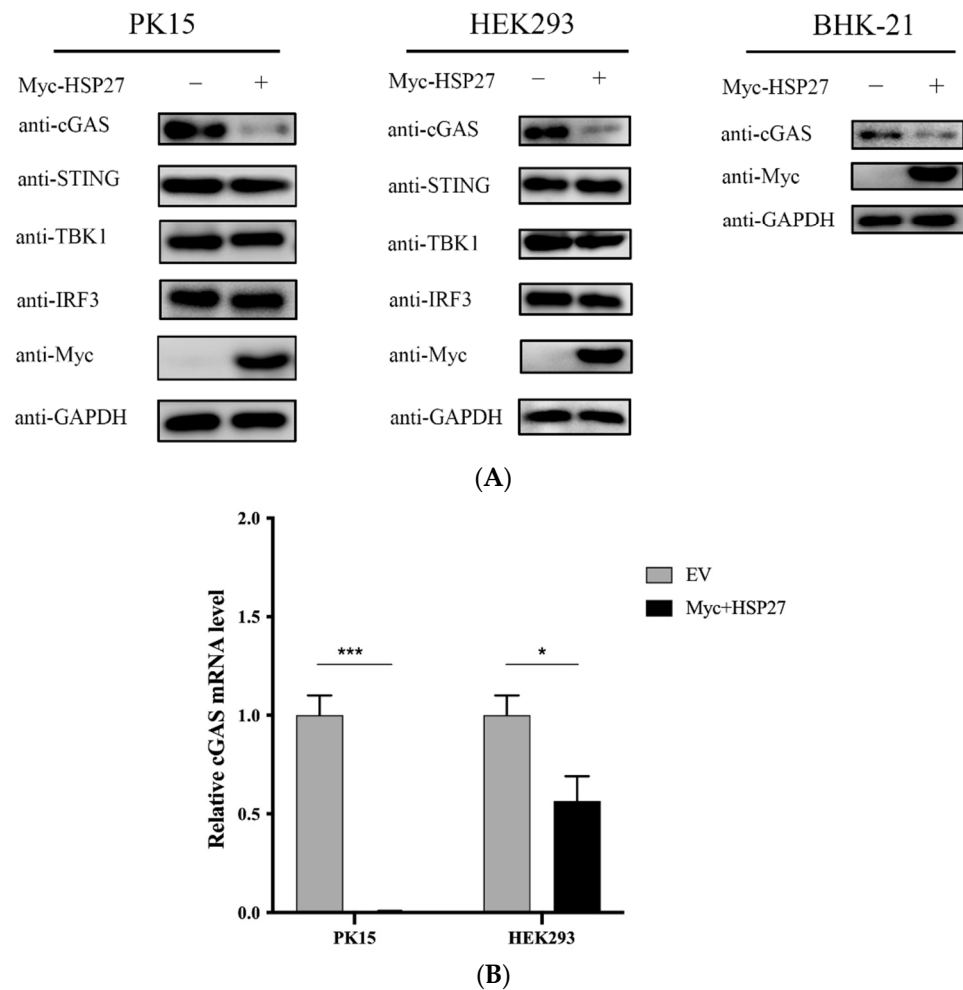 PK15
Myc-HSP27 − +
anti-cGAS
anti-STING
anti-TBK1
anti-IRF3
anti-Myc
anti-GAPDH
HEK293
Myc-HSP27 − +
anti-cGAS
anti-STING
anti-TBK1
anti-IRF3
anti-Myc
anti-GAPDH
BHK-21
Myc-HSP27 − +
anti-cGAS
anti-Myc
anti-GAPDH
(A)
Relative cGAS mRNA level
2.0
1.5
1.0
0.5
0.0
***
*
PK15
HEK293
EV
Myc+HSP27
(B)